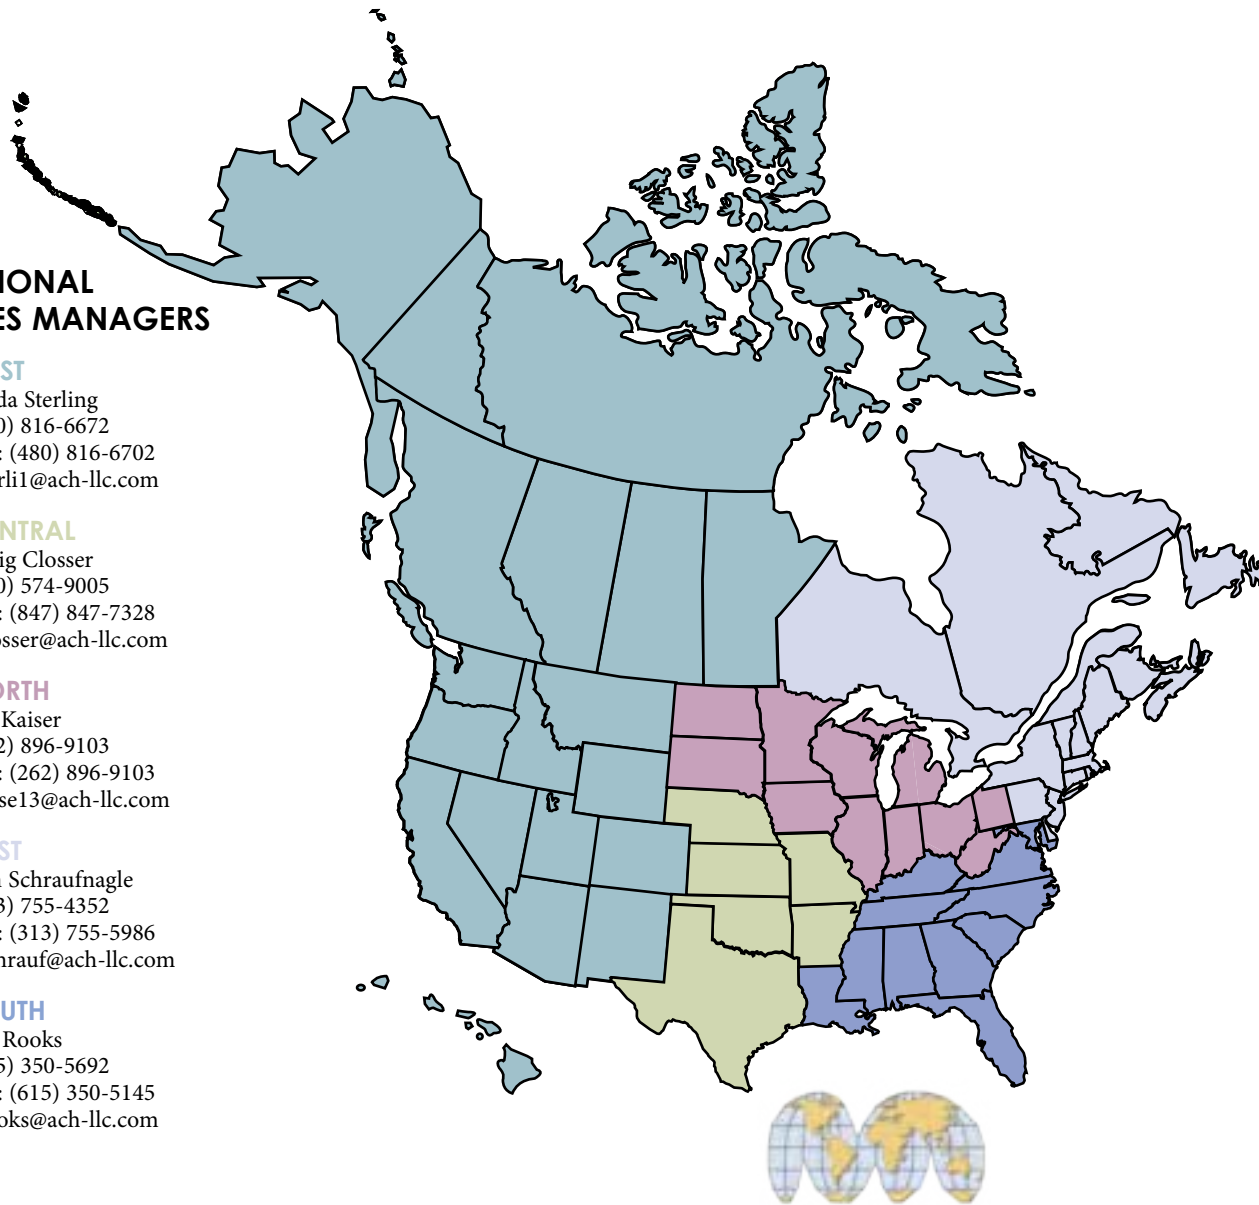 IONAL
ES MANAGERS
ST
da Sterling
0) 816-6672
: (480) 816-6702
rli1@ach-llc.com
NTRAL
ig Closser
0) 574-9005
: (847) 847-7328
osser@ach-llc.com
ORTH
Kaiser
2) 896-9103
: (262) 896-9103
se13@ach-llc.com
ST
n Schraufnagle
3) 755-4352
: (313) 755-5986
hrauf@ach-llc.com
UTH
Rooks
5) 350-5692
: (615) 350-5145
ooks@ach-llc.com